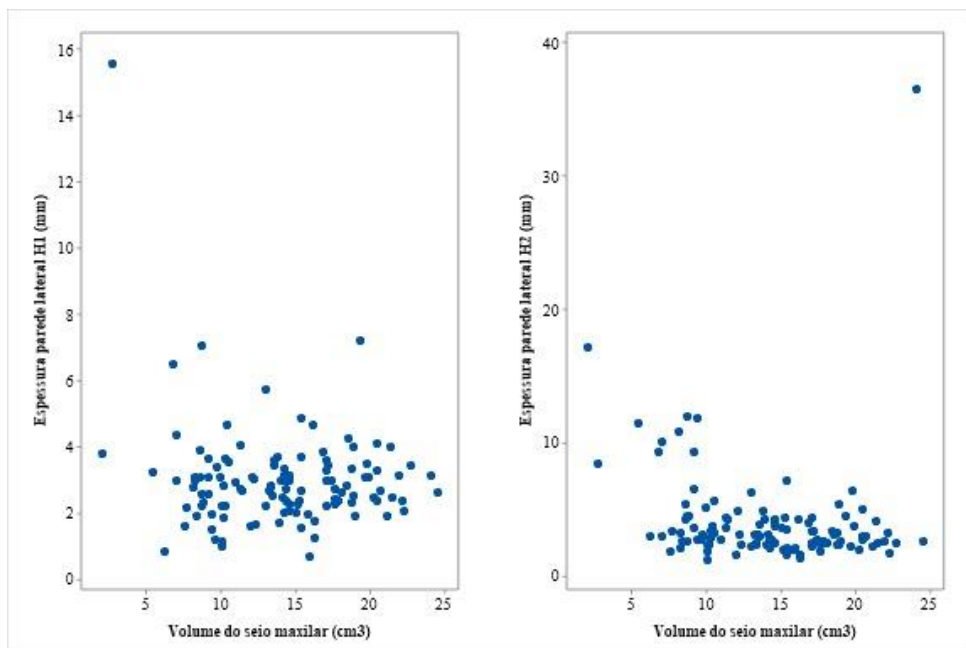 16
14
12
10
8
6
4
2
0
Espessura parede lateral H1 (mm)
5 10 15 20 25
Volume do seio maxilar (cm3)
40
30
20
10
0
Espessura parede lateral H2 (mm)
5 10 15 20 25
Volume do seio maxilar (cm3)